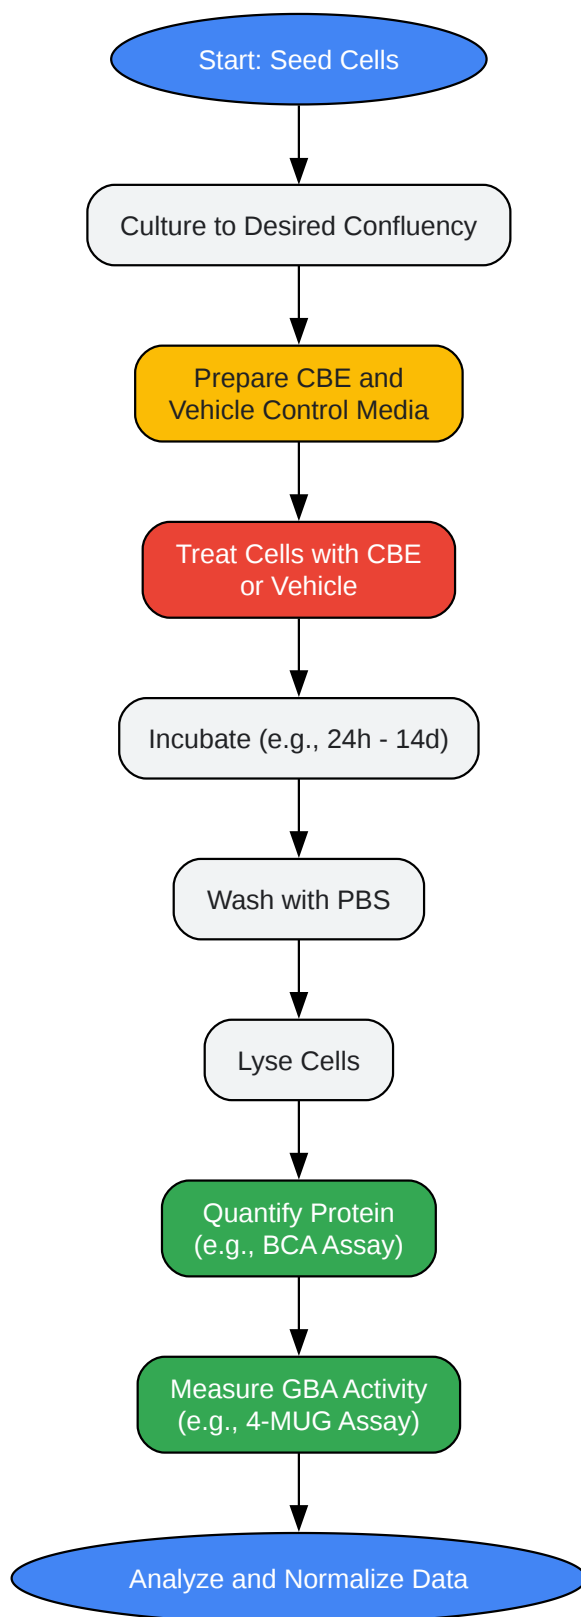 Start: Seed Cells
Culture to Desired Confluency
Prepare CBE and
Vehicle Control Media
Treat Cells with CBE
or Vehicle
Incubate (e.g., 24h - 14d)
Wash with PBS
Lyse Cells
Quantify Protein
(e.g., BCA Assay)
Measure GBA Activity
(e.g., 4-MUG Assay)
Analyze and Normalize Data